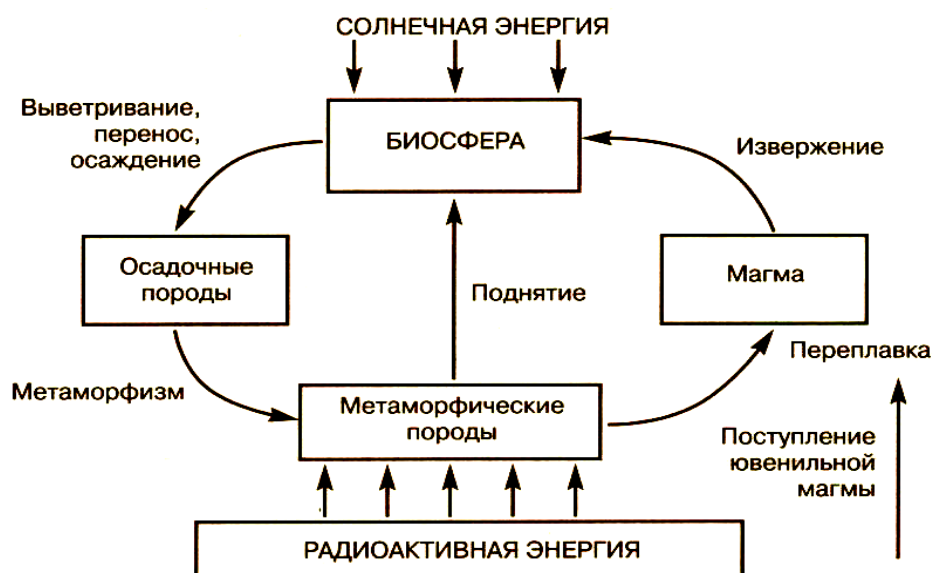 СОЛНЕЧНАЯ ЭНЕРГИЯ
Выветривание,
перенос,
осаждение
БИОСФЕРА
Извержение
Осадочные
породы
Поднятие
Магма
Метаморфизм
Переплавка
Метаморфические
породы
Поступление
ювенильной
магмы
РАДИОАКТИВНАЯ ЭНЕРГИЯ